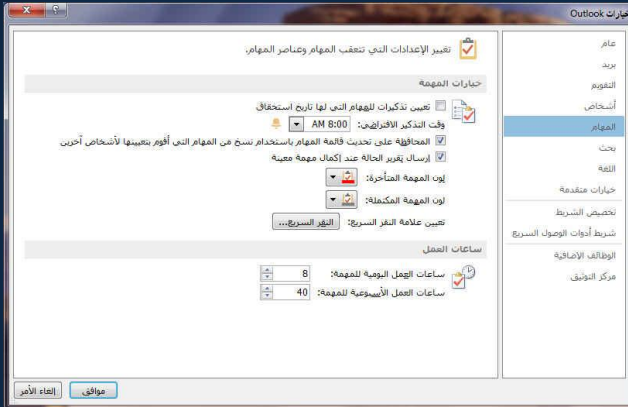 خيارات Outlook
عام
بريد
التقويم
أشخاص
المهام
بحث
اللغة
خيارات متقدمة
تخصيص الشريط
شريط أدوات الوصول السريع
الوظائف الإضافية
مركز التوثيق
تغيير الإعدادات التي تتعقب المهام وعناصر المهام.
خيارات المهمة
تعيين تذكيرات للمهام التي لها تاريخ استحقاق
وقت التذكير الافتراضي: 8:00 AM
المحافظة على تحديث قائمة المهام باستخدام نسخ من المهام التي أقوم بتعيينها لأشخاص آخرين
إرسال تقرير الحالة عند إكمال مهمة معينة
لون المهمة المتأخرة:
لون المهمة المكتملة:
تعيين علامة النقر السريع: النقر السريع...
ساعات العمل
ساعات العمل اليومية للمهمة: 8
ساعات العمل الأسبوعية للمهمة: 40
موافق إلغاء الأمر